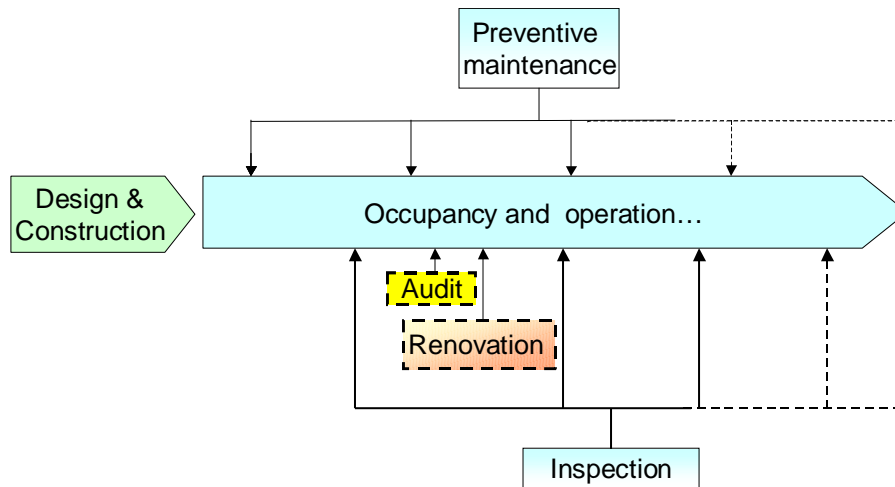 Preventive
maintenance
Design &
Construction
Occupancy and operation…
Audit
Renovation
Inspection